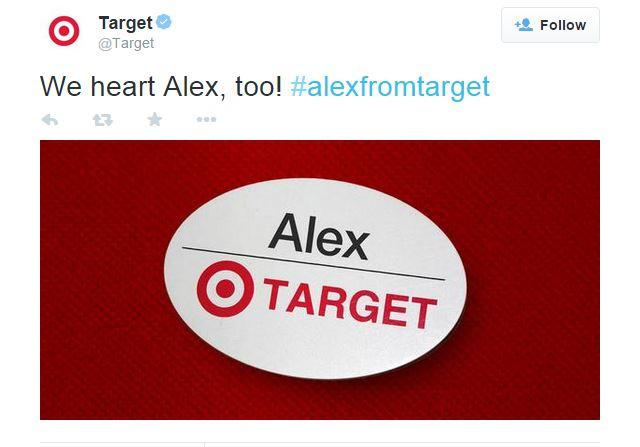 Target
@Target
Follow
We heart Alex, too! #alexfromtarget
Alex
TARGET